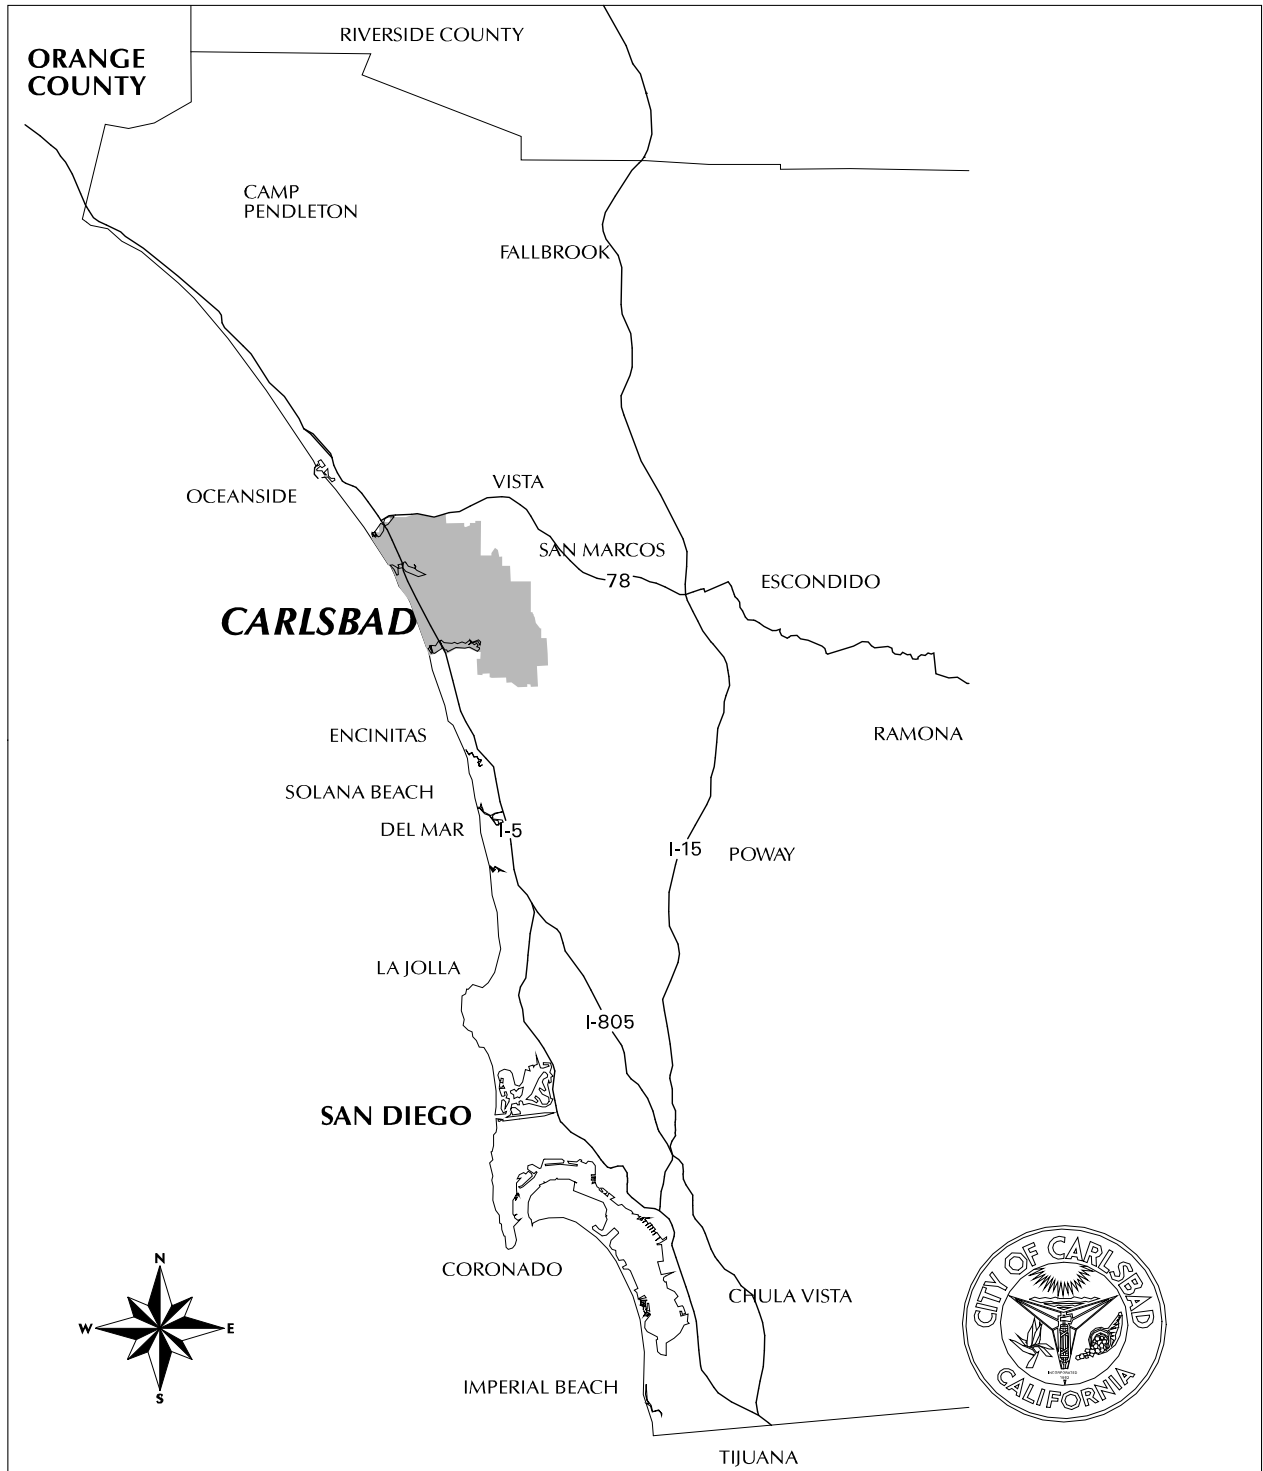 RIVERSIDE COUNTY
ORANGE
COUNTY
CAMP
PENDLETON
FALLBROOK
VISTA
OCEANSIDE
SAN MARCOS
78
ESCONDIDO
CARLSBAD
ENCINITAS
RAMONA
SOLANA BEACH
DEL MAR
I-5
I-15
POWAY
LA JOLLA
I-805
SAN DIEGO
CORONADO
CHULA VISTA
IMPERIAL BEACH
TIJUANA
N
W
E
S
CITY OF CARLSBAD
INCORPORATED
1952
CALIFORNIA